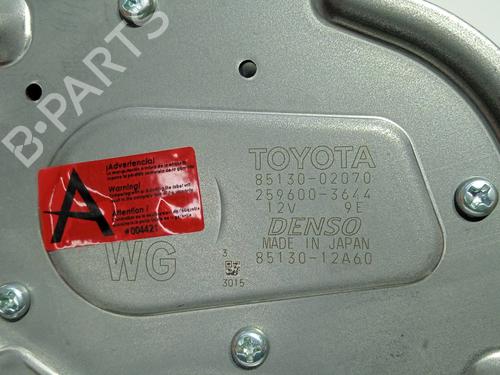 B-PARTS
¡Advertencia!
Warning!
Attention !
A
#004421
TOYOTA
85130-02070
259600-3644
12V 9E
DENSO
MADE IN JAPAN
85130-12A60
WG
3
3015